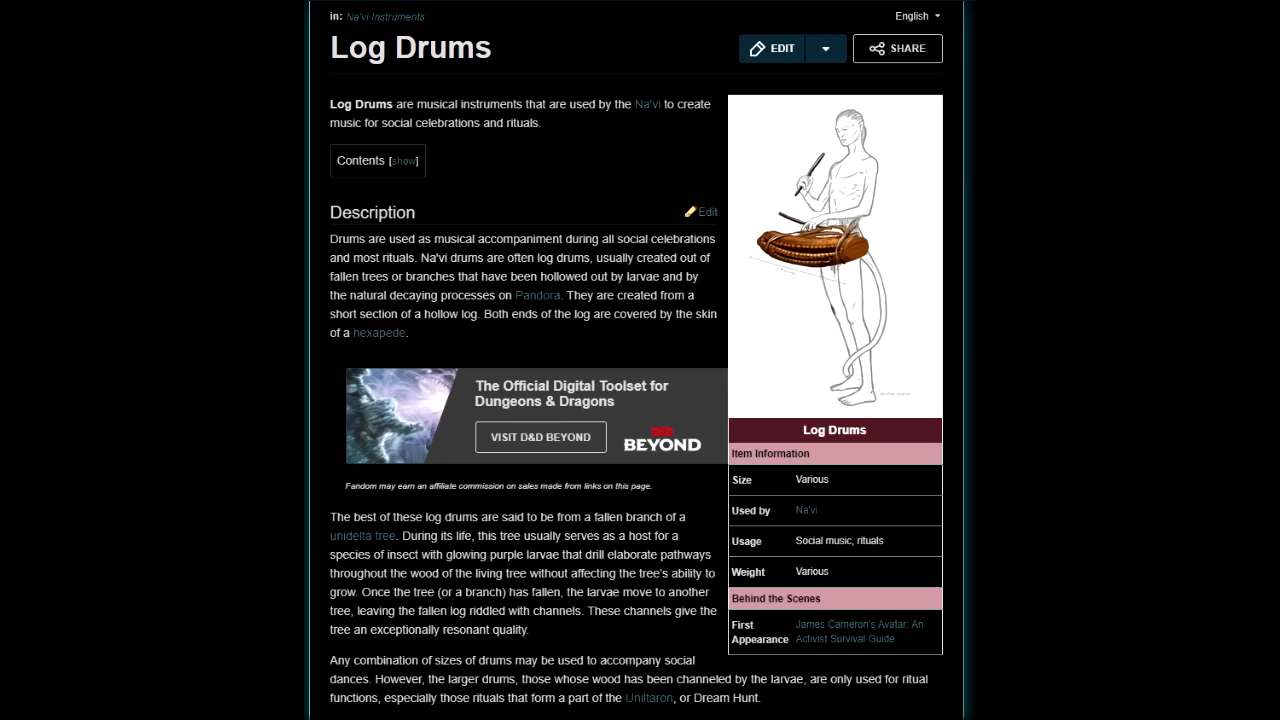 in: Na'vi Instruments
English
Log Drums
EDIT
SHARE
Log Drums are musical instruments that are used by the Na'vi to create
music for social celebrations and rituals.
Contents [show]
Description
Edit
Drums are used as musical accompaniment during all social celebrations
and most rituals. Na'vi drums are often log drums, usually created out of
fallen trees or branches that have been hollowed out by larvae and by
the natural decaying processes on Pandora. They are created from a
short section of a hollow log. Both ends of the log are covered by the skin
of a hexapede.
The Official Digital Toolset for
Dungeons & Dragons
VISIT D&D BEYOND
D&D
BEYOND
Fandom may earn an affiliate commission on sales made from links on this page.
The best of these log drums are said to be from a fallen branch of a
unidelta tree. During its life, this tree usually serves as a host for a
species of insect with glowing purple larvae that drill elaborate pathways
throughout the wood of the living tree without affecting the tree's ability to
grow. Once the tree (or a branch) has fallen, the larvae move to another
tree, leaving the fallen log riddled with channels. These channels give the
tree an exceptionally resonant quality.
Any combination of sizes of drums may be used to accompany social
dances. However, the larger drums, those whose wood has been channeled by the larvae, are only used for ritual
functions, especially those rituals that form a part of the Uniltaron, or Dream Hunt.
Log Drums
Item Information
Size Various
Used by Na'vi
Usage Social music, rituals
Weight Various
Behind the Scenes
First Appearance
James Cameron's Avatar: An
Activist Survival Guide